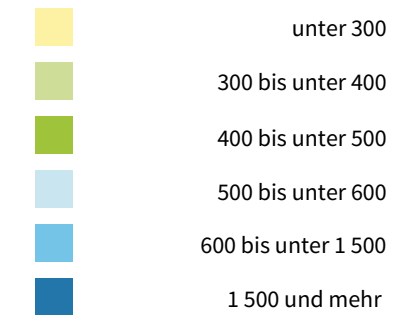 unter 300
300 bis unter 400
400 bis unter 500
500 bis unter 600
600 bis unter 1 500
1 500 und mehr